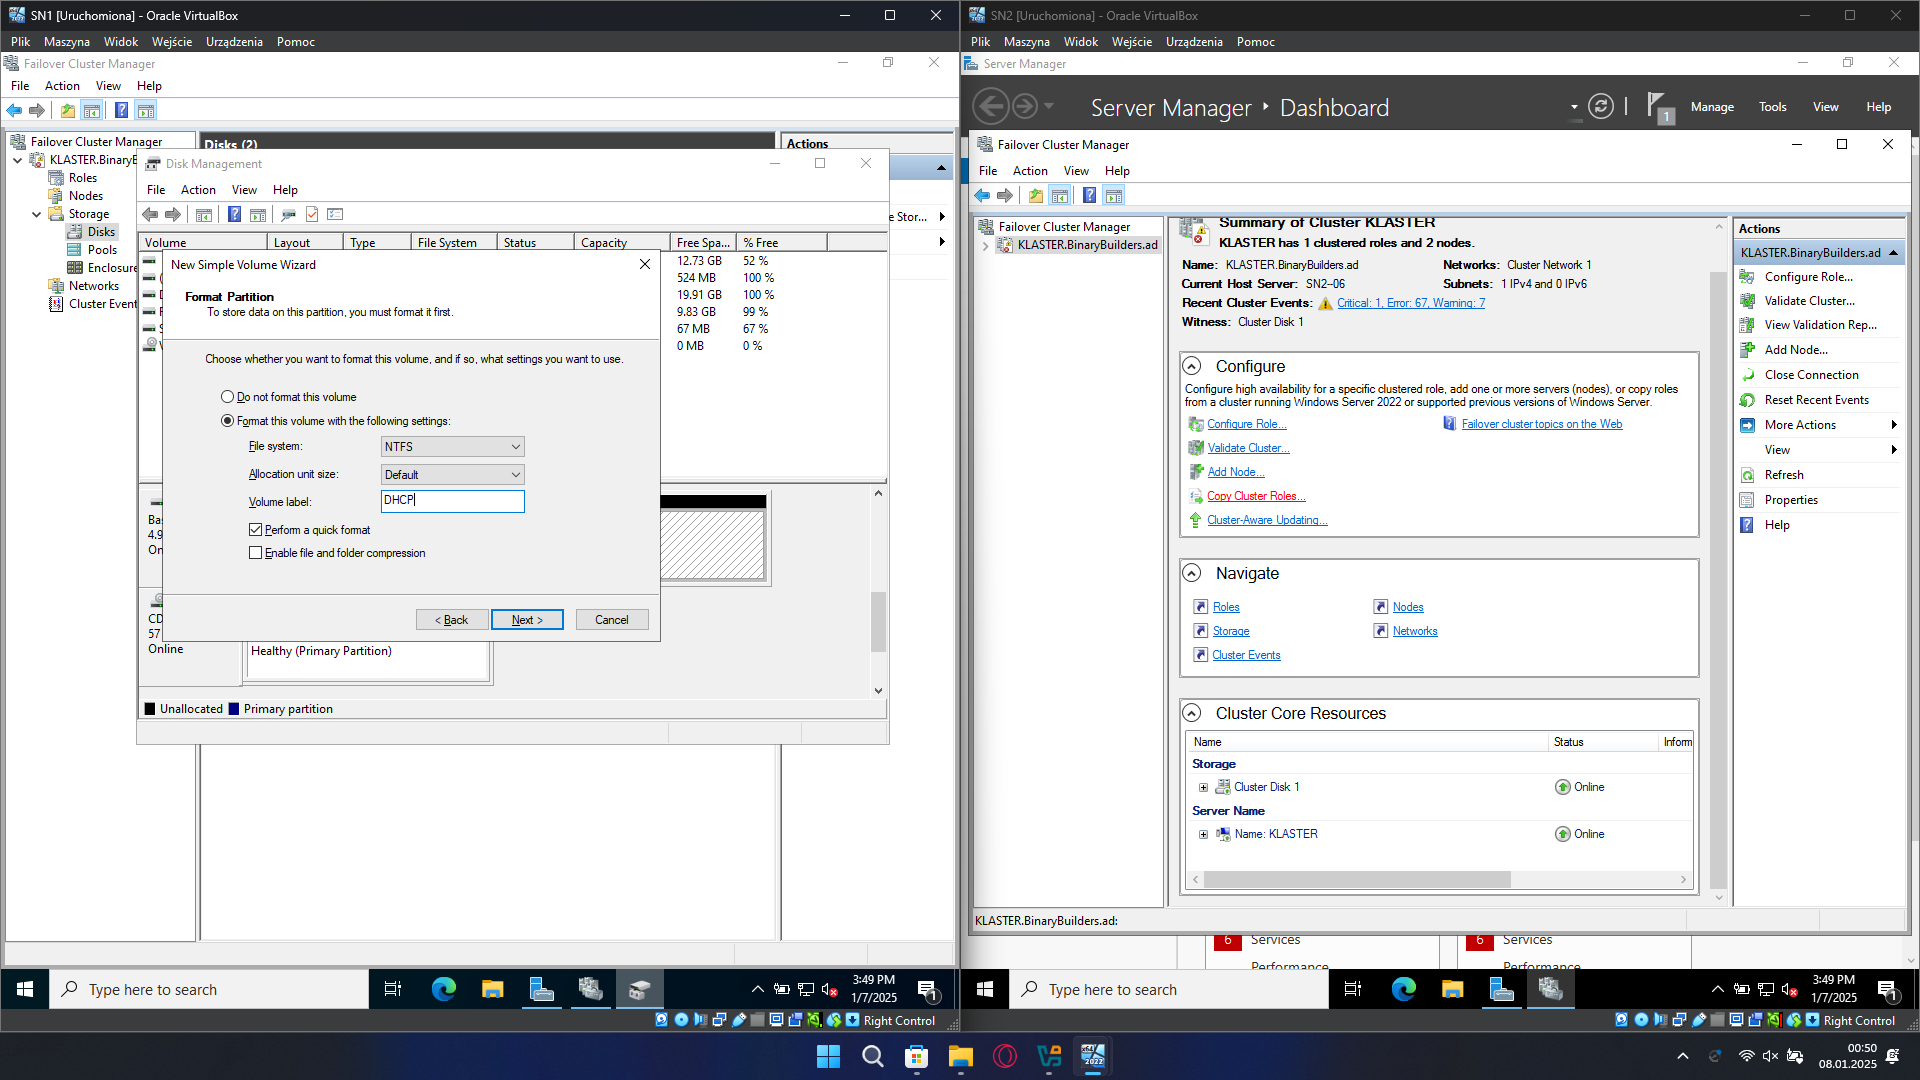 SN1 [Uruchomiona] - Oracle VirtualBox
Plik Maszyna Widok Wejście Urządzenia Pomoc
Failover Cluster Manager
File Action View Help
Failover Cluster Manager
KLASTER.BinaryB
Roles
Nodes
Storage
Disks
Pools
Enclosure
Networks
Cluster Event
Disks (2)
Actions
e Stor...
Disk Management
File Action View Help
Volume Layout Type File System Status Capacity Free Spa... % Free
12.73 GB 52 %
524 MB 100 %
19.91 GB 100 %
9.83 GB 99 %
67 MB 67 %
0 MB 0 %
New Simple Volume Wizard
Format Partition
To store data on this partition, you must format it first.
Choose whether you want to format this volume, and if so, what settings you want to use.
Do not format this volume
Format this volume with the following settings:
File system: NTFS
Allocation unit size: Default
Volume label: DHCP
Perform a quick format
Enable file and folder compression
< Back Next > Cancel
Ba
4.9
On
CD
57
Online
Healthy (Primary Partition)
Unallocated Primary partition
Type here to search
3:49 PM
1/7/2025
1
Right Control
SN2 [Uruchomiona] - Oracle VirtualBox
Plik Maszyna Widok Wejście Urządzenia Pomoc
Server Manager
Server Manager Dashboard
1
Manage Tools View Help
Failover Cluster Manager
File Action View Help
Failover Cluster Manager
KLASTER.BinaryBuilders.ad
Summary of Cluster KLASTER
KLASTER has 1 clustered roles and 2 nodes.
Name: KLASTER.BinaryBuilders.ad Networks: Cluster Network 1
Current Host Server: SN2--06 Subnets: 1 IPv4 and 0 IPv6
Recent Cluster Events: Critical: 1, Error: 67, Warning: 7
Witness: Cluster Disk 1
Configure
Configure high availability for a specific clustered role, add one or more servers (nodes), or copy roles
from a cluster running Windows Server 2022 or supported previous versions of Windows Server.
Configure Role... Failover cluster topics on the Web
Validate Cluster...
Add Node...
Copy Cluster Roles...
Cluster-Aware Updating...
Navigate
Roles Nodes
Storage Networks
Cluster Events
Cluster Core Resources
Name Status Inform
Storage
Cluster Disk 1 Online
Server Name
Name: KLASTER Online
Actions
KLASTER.BinaryBuilders.ad
Configure Role...
Validate Cluster...
View Validation Rep...
Add Node...
Close Connection
Reset Recent Events
More Actions
View
Refresh
Properties
Help
KLASTER.BinaryBuilders.ad:
6 Services 6 Services
Performance Performance
Type here to search
3:49 PM
1/7/2025
1
Right Control
00:50
08.01.2025